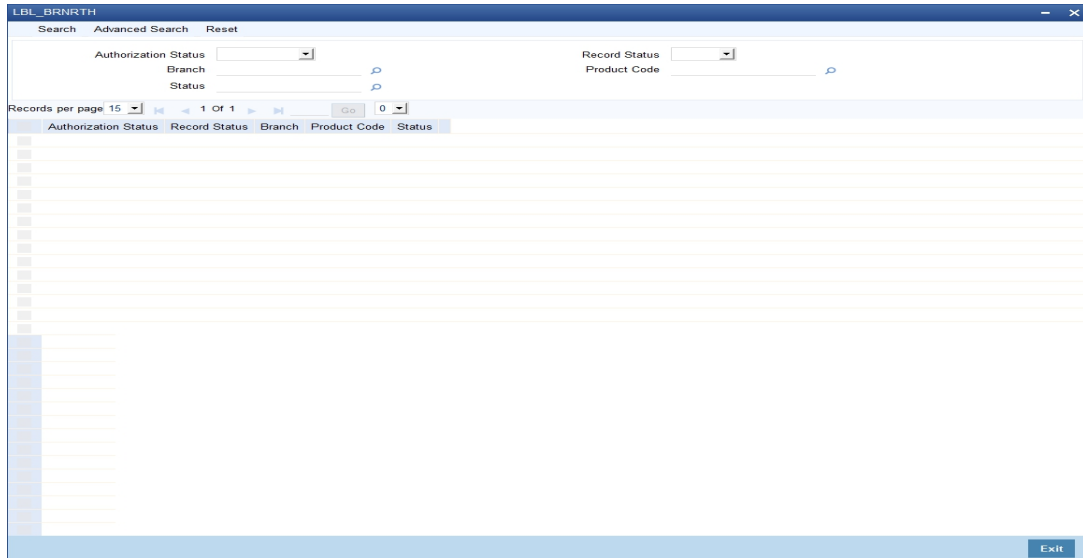 LBL_BRNRTH
Search Advanced Search Reset
Authorization Status Record Status
Branch Product Code
Status
Records per page 15 1 Of 1 Go 0
Authorization Status Record Status Branch Product Code Status
Exit